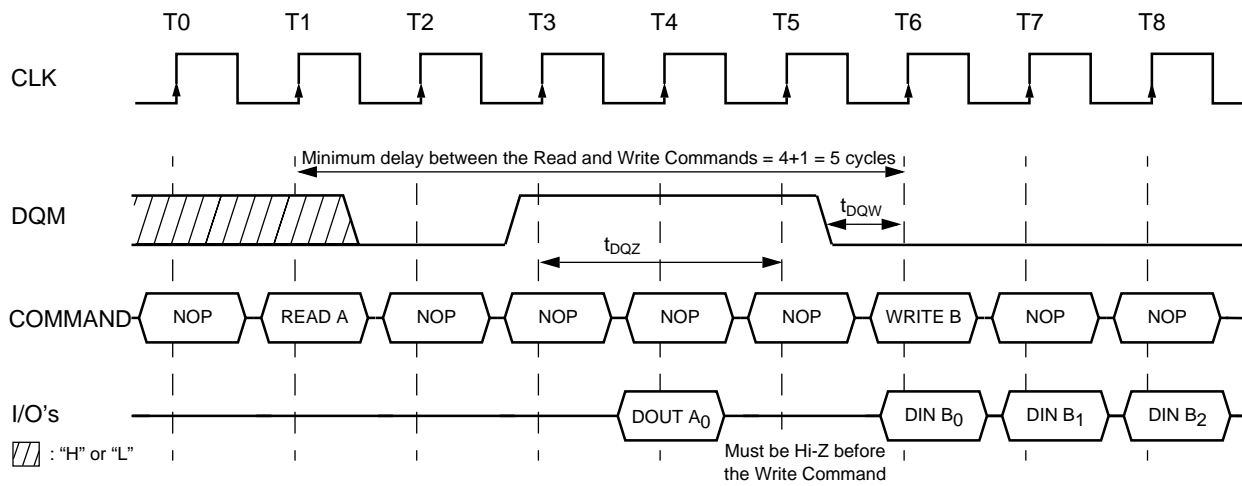 T0 T1 T2 T3 T4 T5 T6 T7 T8
CLK
Minimum delay between the Read and Write Commands = 4+1 = 5 cycles
DQM
tDQW
tDQZ
COMMAND NOP READ A NOP NOP NOP NOP WRITE B NOP NOP
I/O's DOUT A0 DIN B0 DIN B1 DIN B2
: “H” or “L”
Must be Hi-Z before
the Write Command